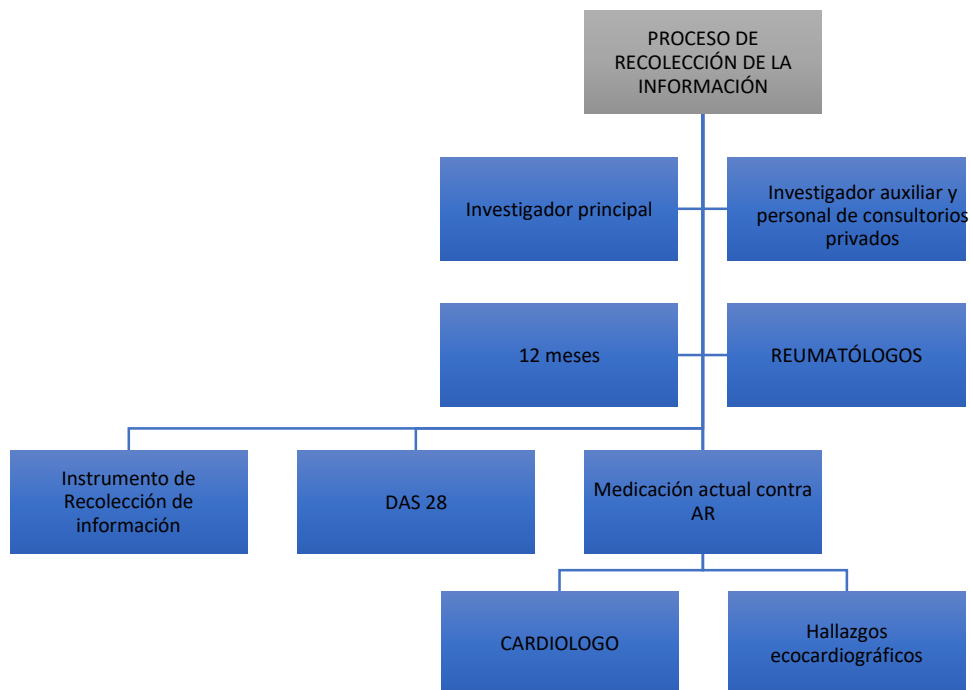 PROCESO DE
RECOLECCIÓN DE LA
INFORMACIÓN
Investigador principal
Investigador auxiliar y
personal de consultorios
privados
12 meses
REUMATÓLOGOS
Instrumento de
Recolección de
información
DAS 28
Medicación actual contra
AR
CARDIOLOGO
Hallazgos
ecocardiográficos